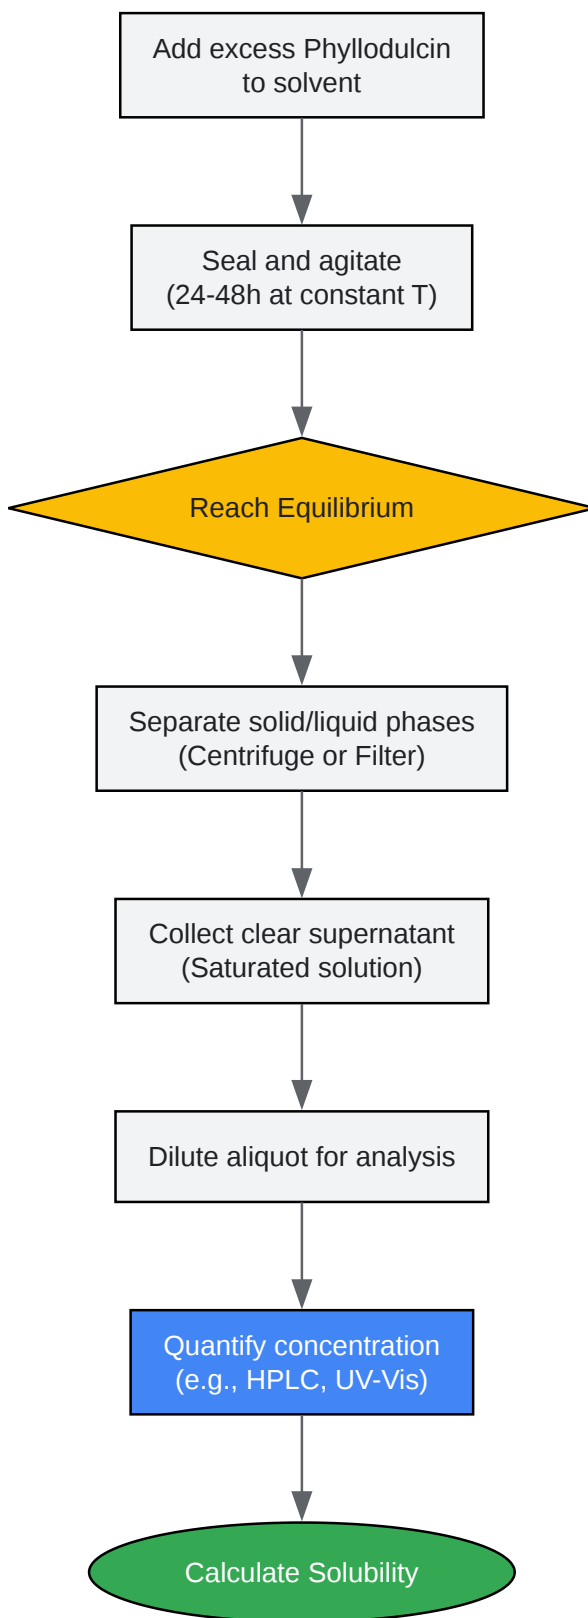 Add excess Phyllodulcin
to solvent
Seal and agitate
(24-48h at constant T)
Reach Equilibrium
Separate solid/liquid phases
(Centrifuge or Filter)
Collect clear supernatant
(Saturated solution)
Dilute aliquot for analysis
Quantify concentration
(e.g., HPLC, UV-Vis)
Calculate Solubility